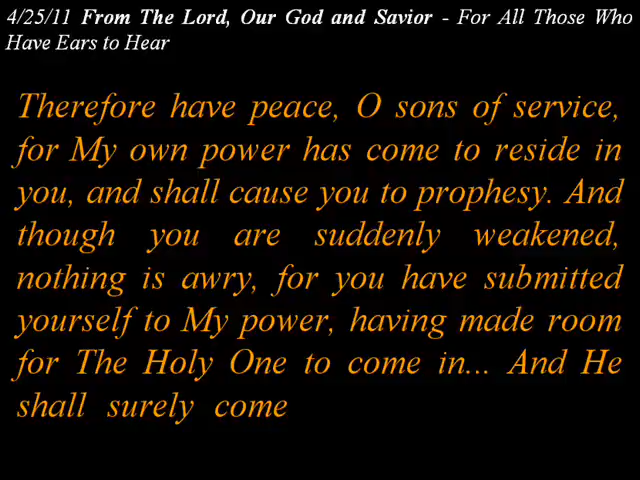 4/25/11 From The Lord, Our God and Savior - For All Those Who
Have Ears to Hear
Therefore have peace, O sons of service,
for My own power has come to reside in
you, and shall cause you to prophesy. And
though you are suddenly weakened,
nothing is awry, for you have submitted
yourself to My power, having made room
for The Holy One to come in... And He
shall surely come